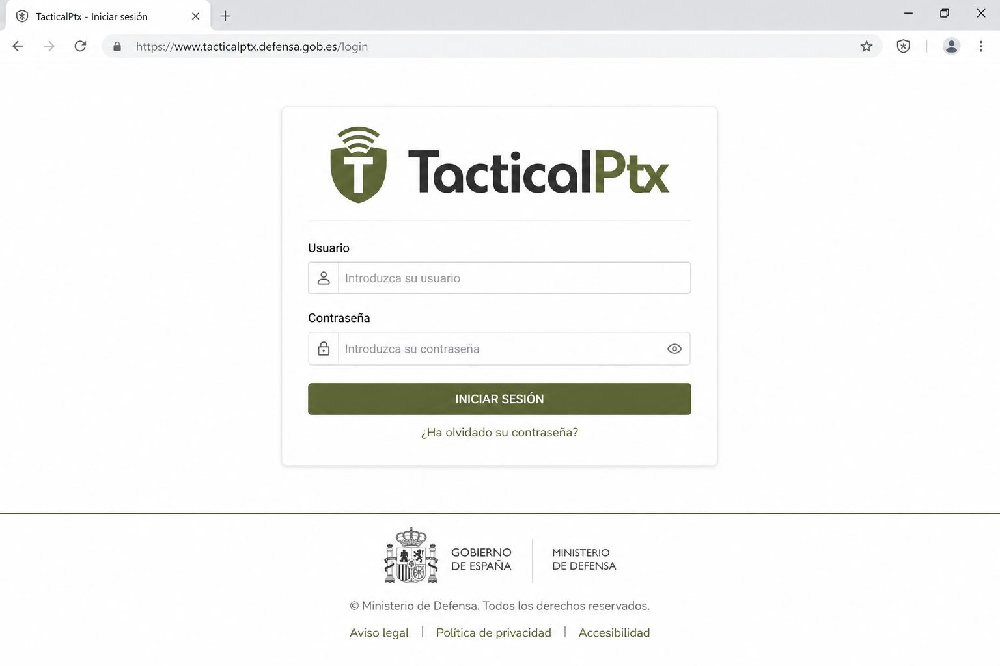 TacticalPtx - Iniciar sesión
https://www.tacticalptx.defensa.gob.es/login
T
TacticalPtx
Usuario
Introduzca su usuario
Contraseña
Introduzca su contraseña
INICIAR SESIÓN
¿Ha olvidado su contraseña?
GOBIERNO
DE ESPAÑA
MINISTERIO
DE DEFENSA
© Ministerio de Defensa. Todos los derechos reservados.
Aviso legal | Política de privacidad | Accesibilidad